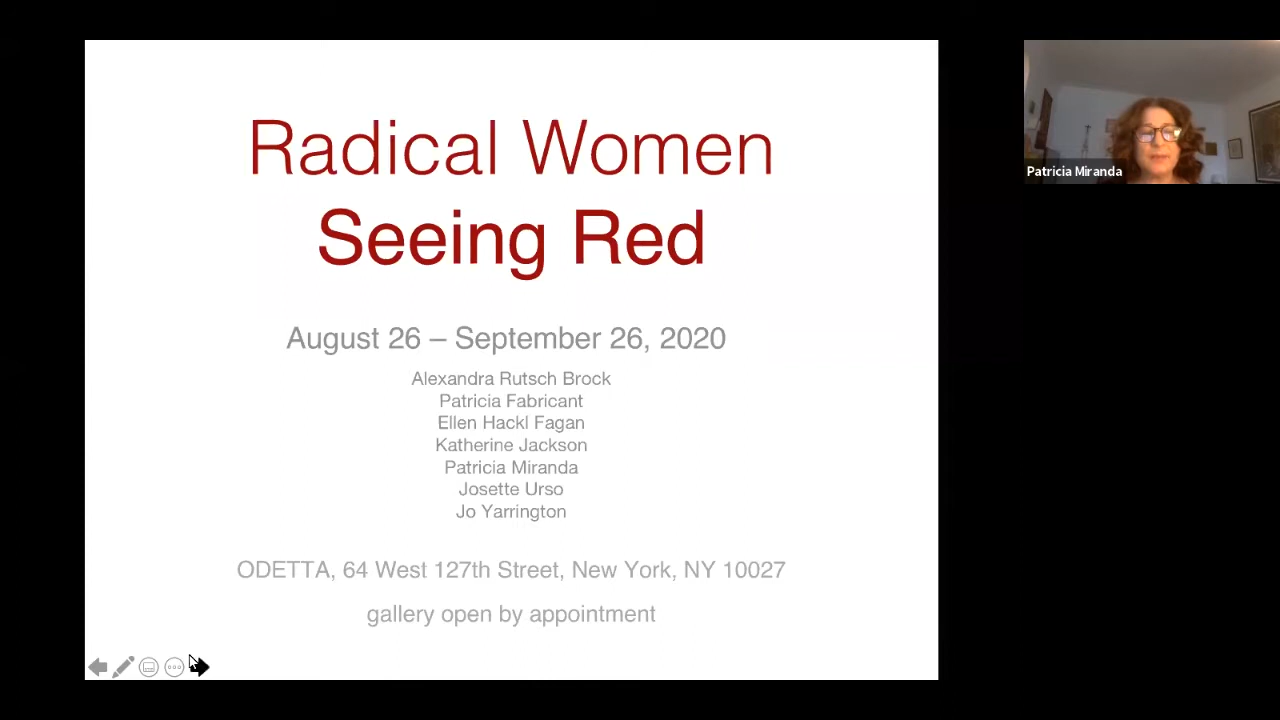 Radical Women
Seeing Red
August 26 – September 26, 2020
Alexandra Rutsch Brock
Patricia Fabricant
Ellen Hackl Fagan
Katherine Jackson
Patricia Miranda
Josette Urso
Jo Yarrington
ODETTA, 64 West 127th Street, New York, NY 10027
gallery open by appointment
Patricia Miranda